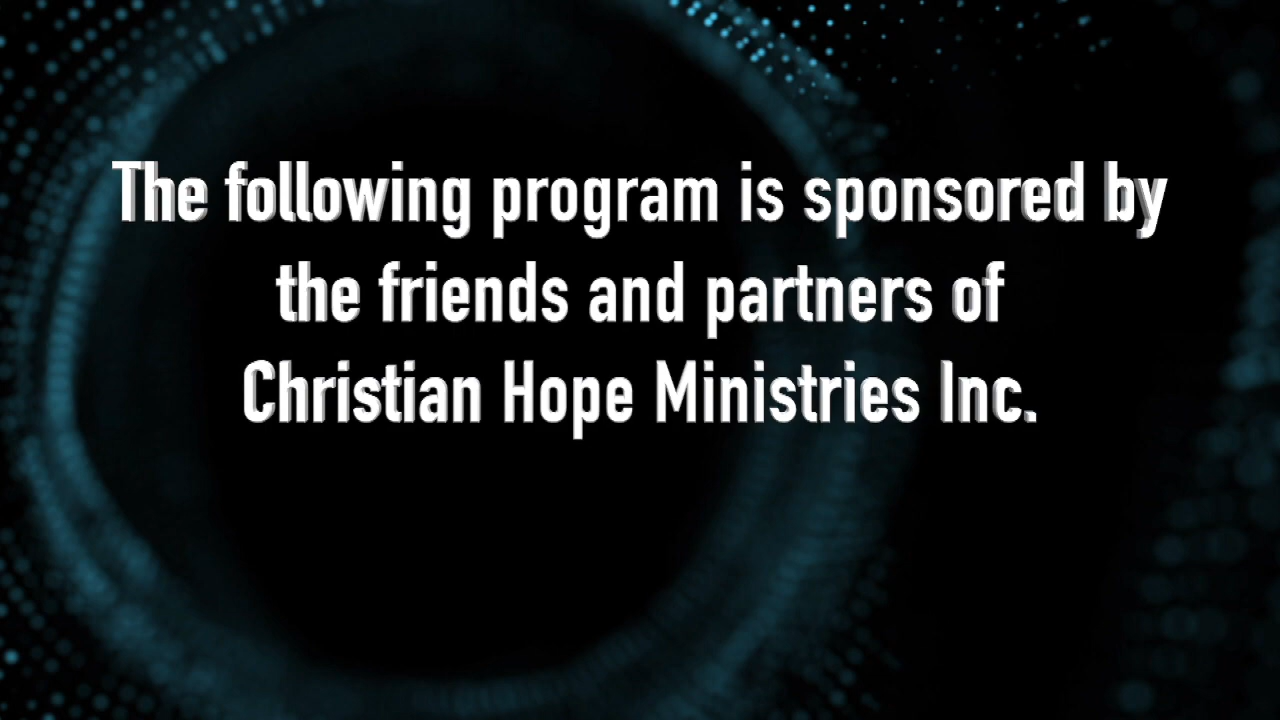 The following program is sponsored by
the friends and partners of
Christian Hope Ministries Inc.